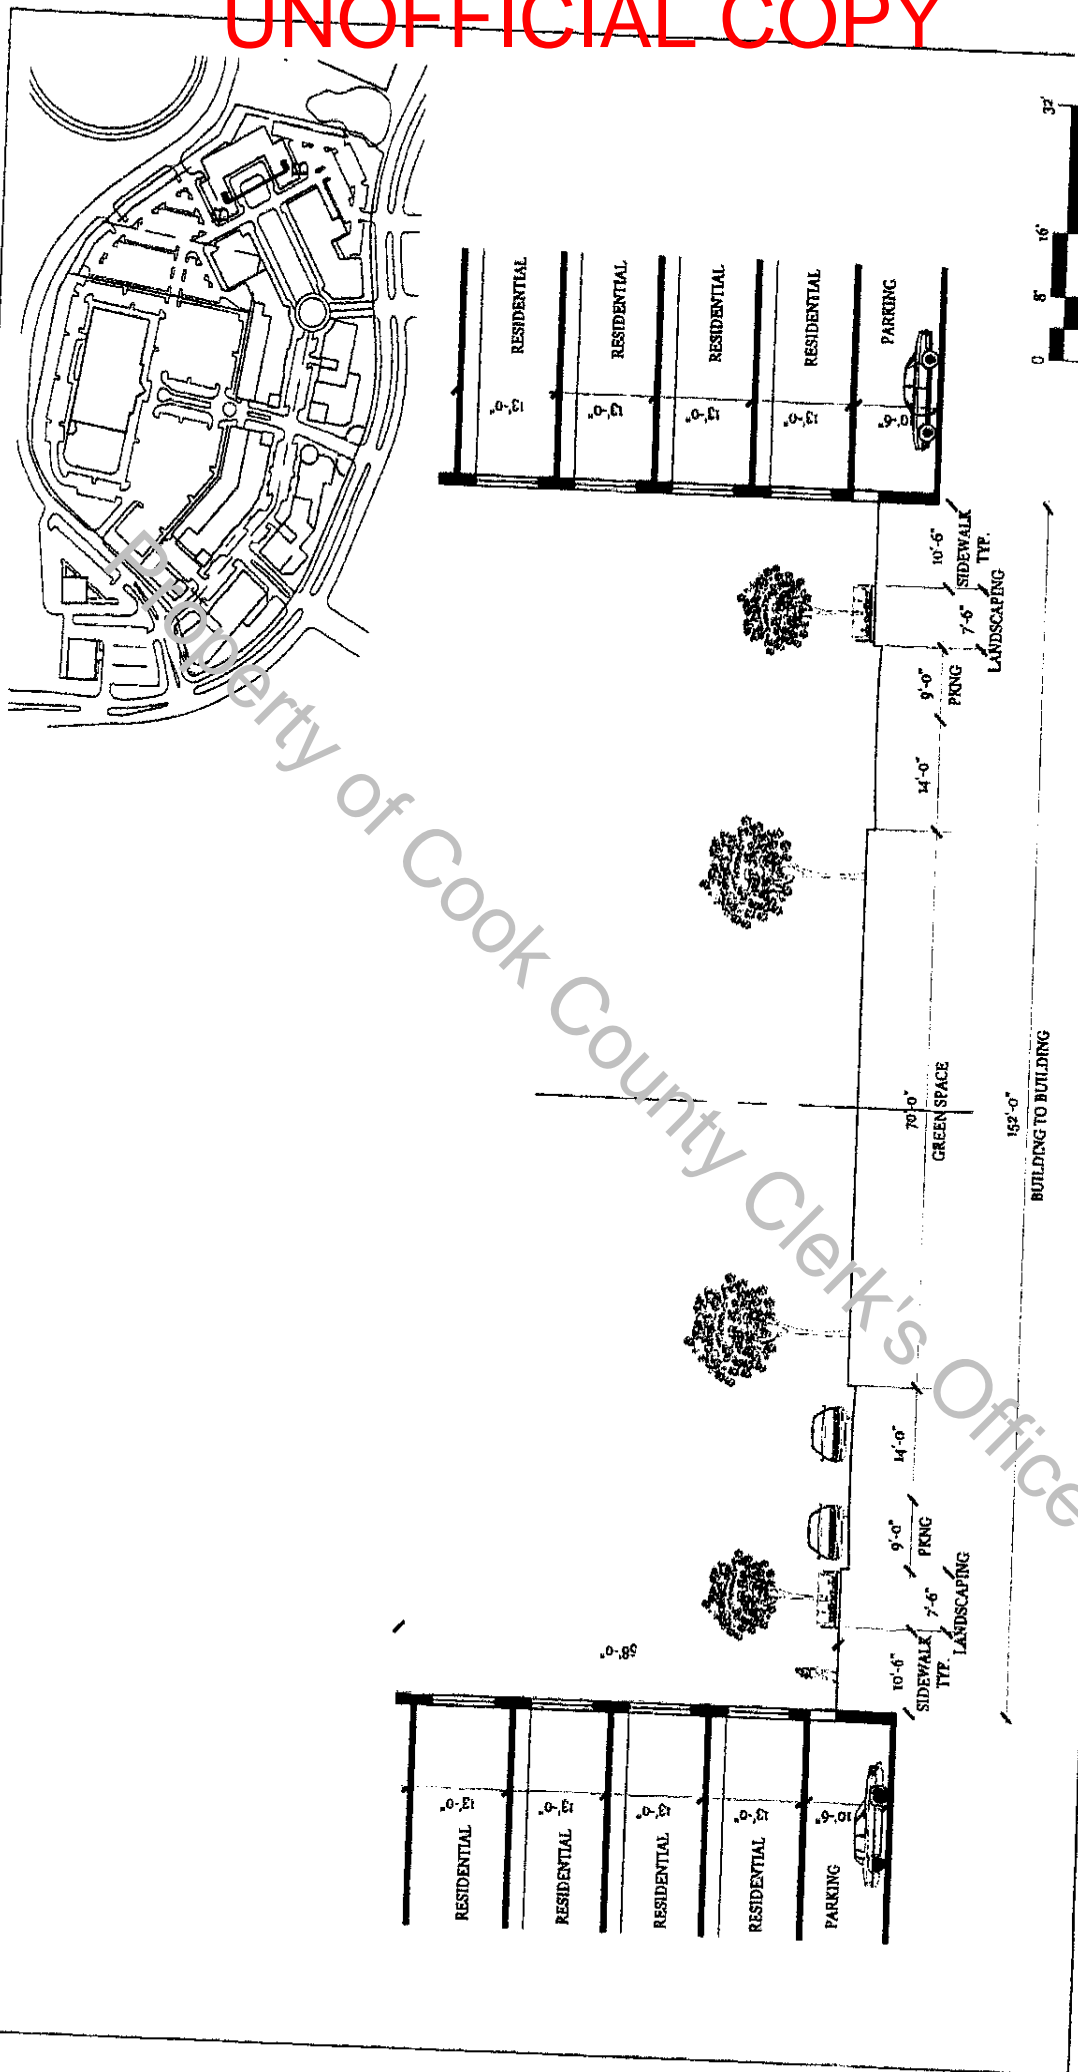 UNOFFICIAL COPY
Property of Cook County Clerk's Office
RESIDENTIAL
13'-0"
RESIDENTIAL
13'-0"
RESIDENTIAL
13'-0"
RESIDENTIAL
13'-0"
PARKING
10'-6"
58'-0"
10'-6"
SIDEWALK
TYP.
7'-6"
LANDSCAPING
9'-0"
PKNG
14'-0"
70'-0"
GREEN SPACE
14'-0"
9'-0"
PKNG
7'-6"
LANDSCAPING
10'-6"
SIDEWALK
TYP.
152'-0"
BUILDING TO BUILDING
RESIDENTIAL
13'-0"
RESIDENTIAL
13'-0"
RESIDENTIAL
13'-0"
RESIDENTIAL
13'-0"
PARKING
10'-6"
0 8' 16' 32'